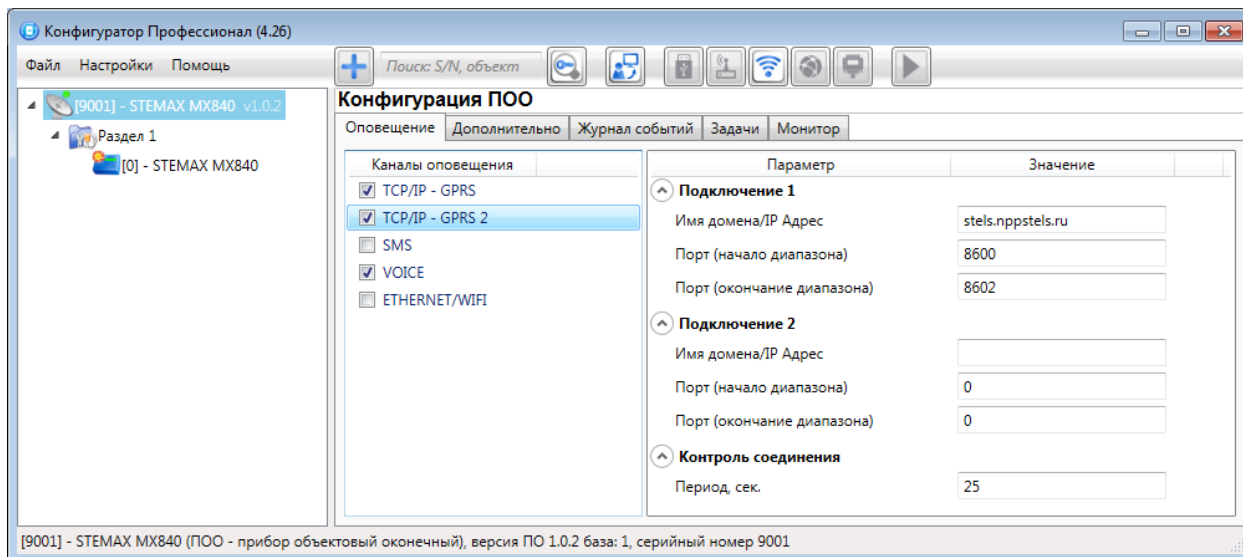 Конфигуратор Профессионал (4.26)
Файл Настройки Помощь
Поиск: S/N, объект
[9001] - STEMAX MX840 v1.0.2
Раздел 1
[0] - STEMAX MX840
Конфигурация ПОО
Оповещение Дополнительно Журнал событий Задачи Монитор
Каналы оповещения
TCP/IP - GPRS
TCP/IP - GPRS 2
SMS
VOICE
ETHERNET/WIFI
Параметр Значение
Подключение 1
Имя домена/IP Адрес stels.nppstels.ru
Порт (начало диапазона) 8600
Порт (окончание диапазона) 8602
Подключение 2
Имя домена/IP Адрес
Порт (начало диапазона) 0
Порт (окончание диапазона) 0
Контроль соединения
Период, сек. 25
[9001] - STEMAX MX840 (ПОО - прибор объектовый оконечный), версия ПО 1.0.2 база: 1, серийный номер 9001